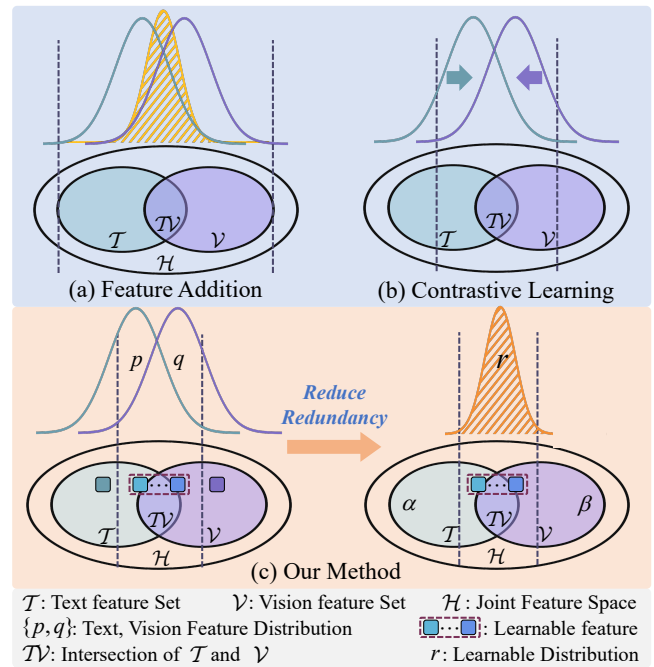 𝒯 𝒯𝒱 𝒱
ℋ
(a) Feature Addition
𝒯 𝒯𝒱 𝒱
ℋ
(b) Contrastive Learning
p q
Reduce
Redundancy
r
𝒯 𝒯𝒱 𝒱
ℋ
α β
𝒯 𝒯𝒱 𝒱
ℋ
(c) Our Method
𝒯: Text feature Set 𝒱: Vision feature Set ℋ: Joint Feature Space
{p,q}: Text, Vision Feature Distribution ···: Learnable feature
𝒯𝒱: Intersection of 𝒯 and 𝒱 r: Learnable Distribution